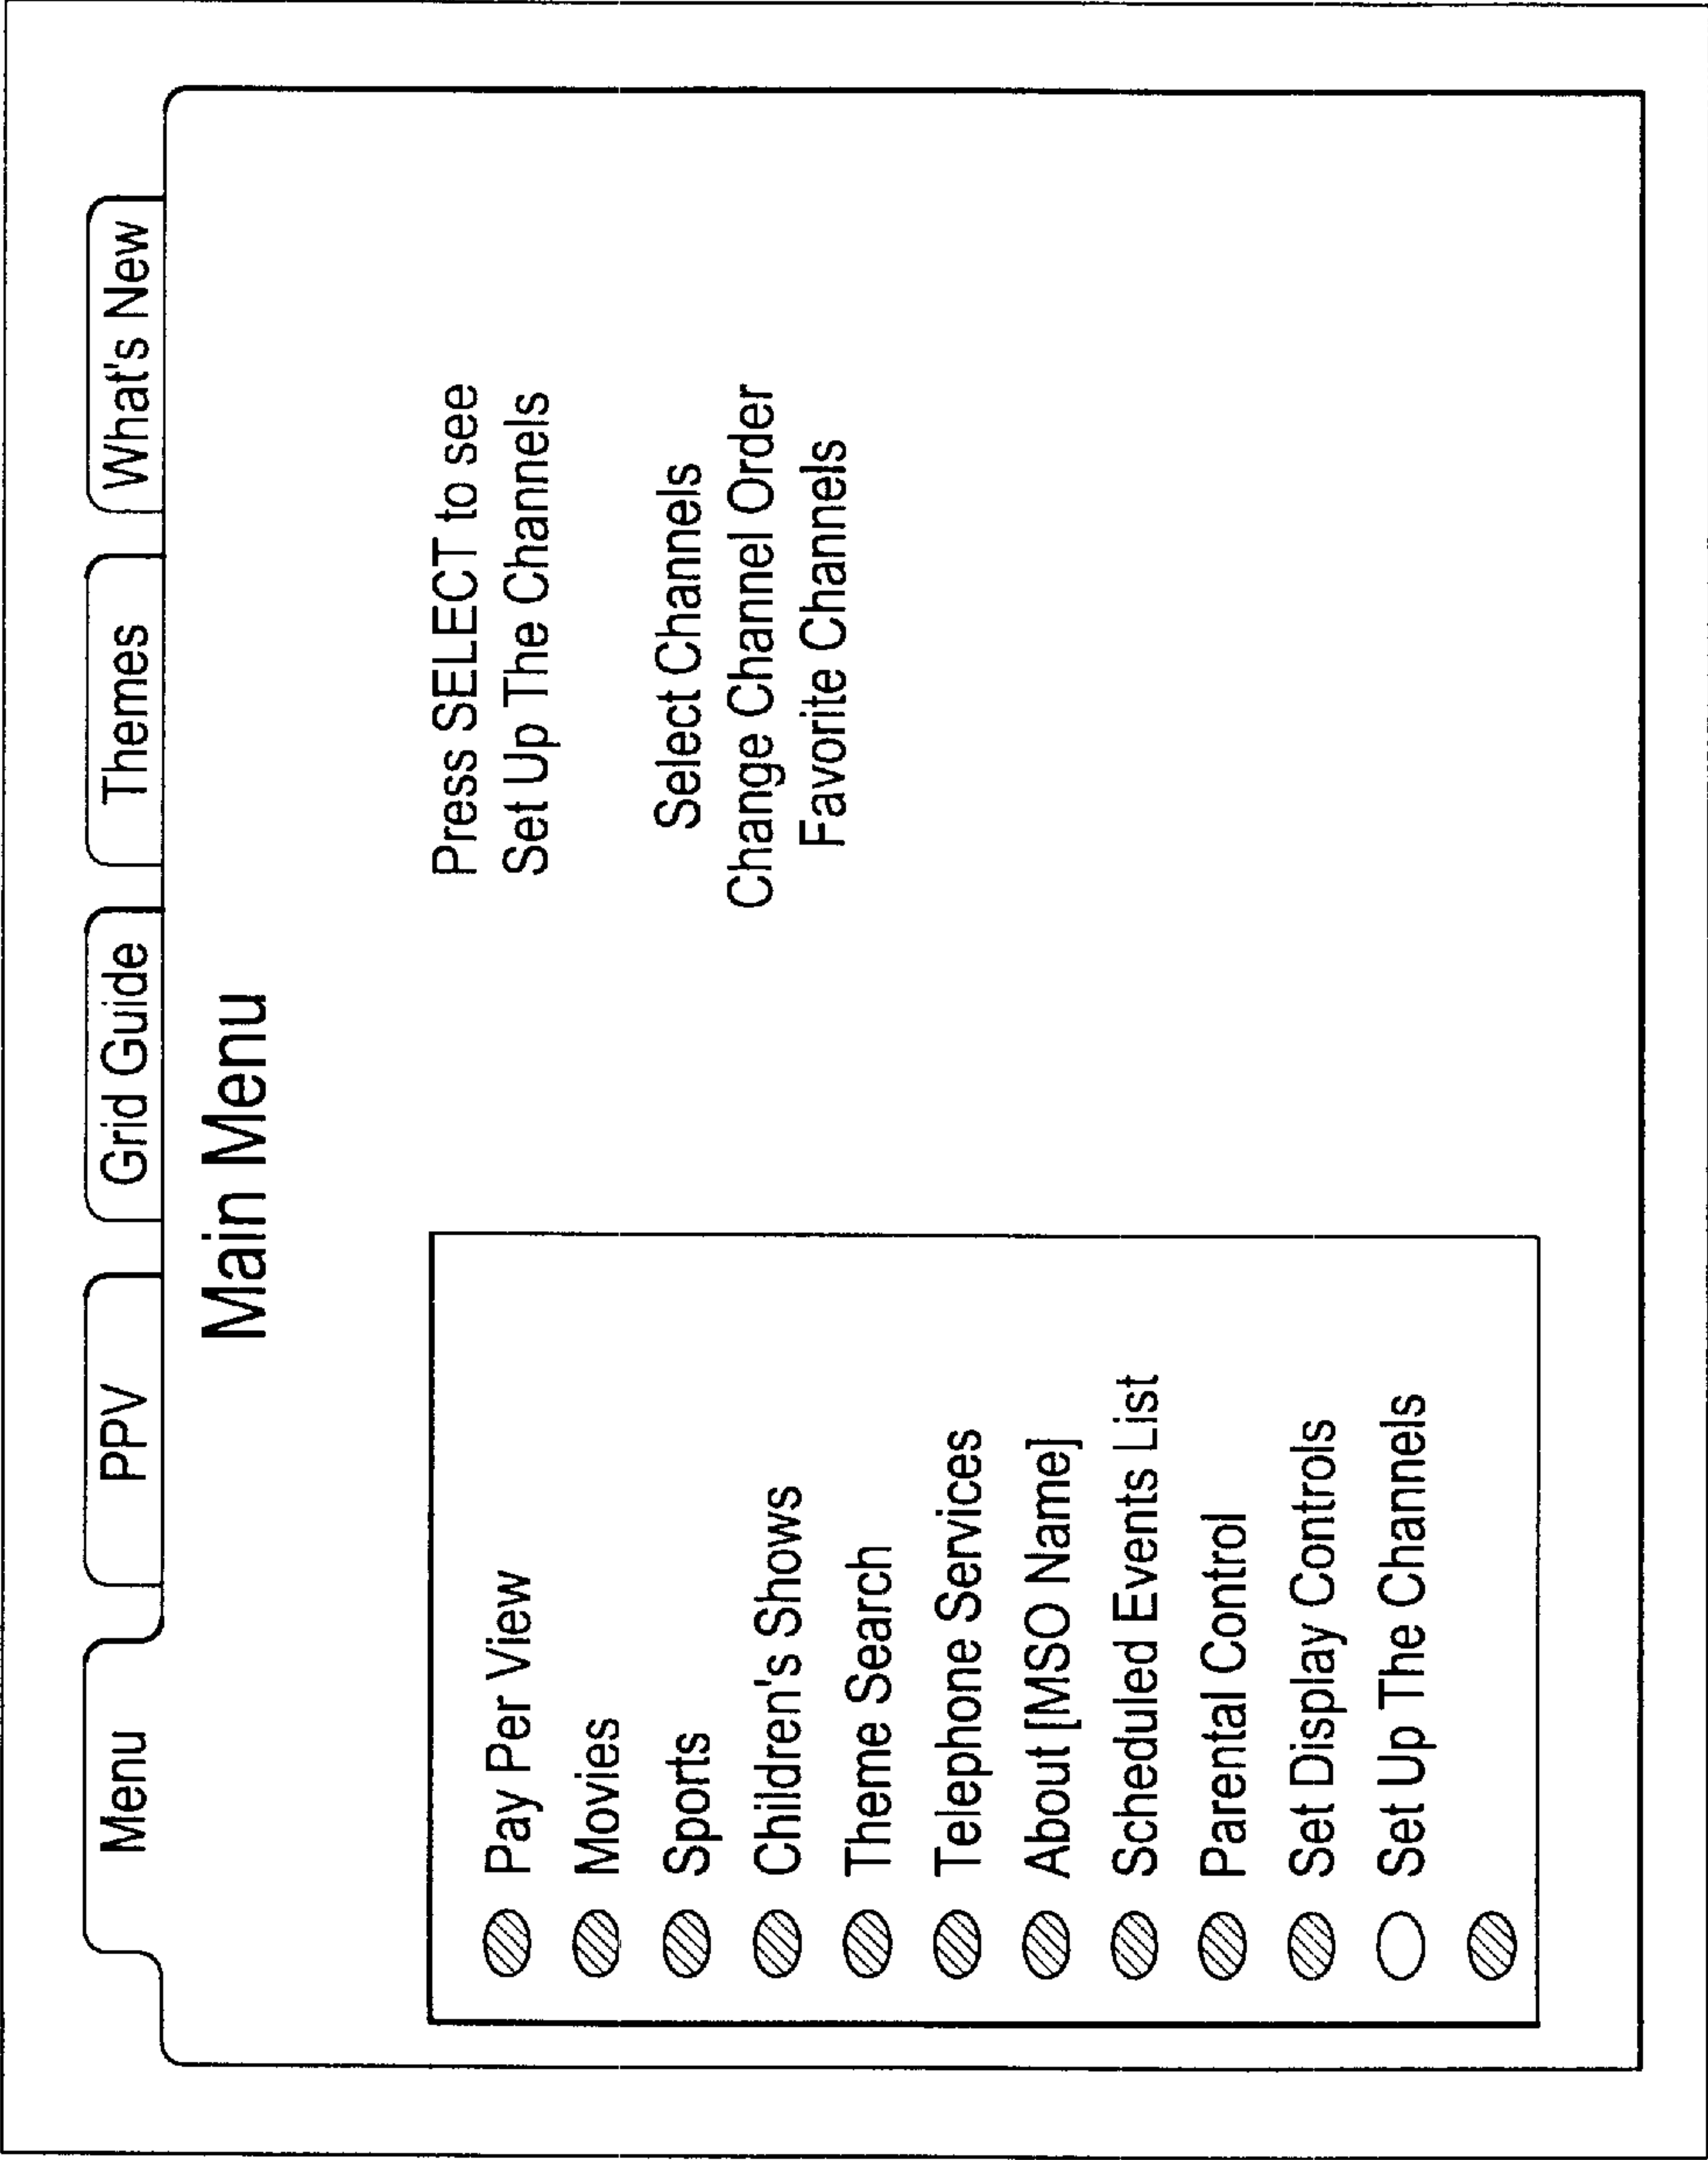 Menu
PPV
Grid Guide
Themes
What's New
Main Menu
Pay Per View
Movies
Sports
Children's Shows
Theme Search
Telephone Services
About [MSO Name]
Scheduled Events List
Parental Control
Set Display Controls
Set Up The Channels
Press SELECT to see
Set Up The Channels
Select Channels
Change Channel Order
Favorite Channels